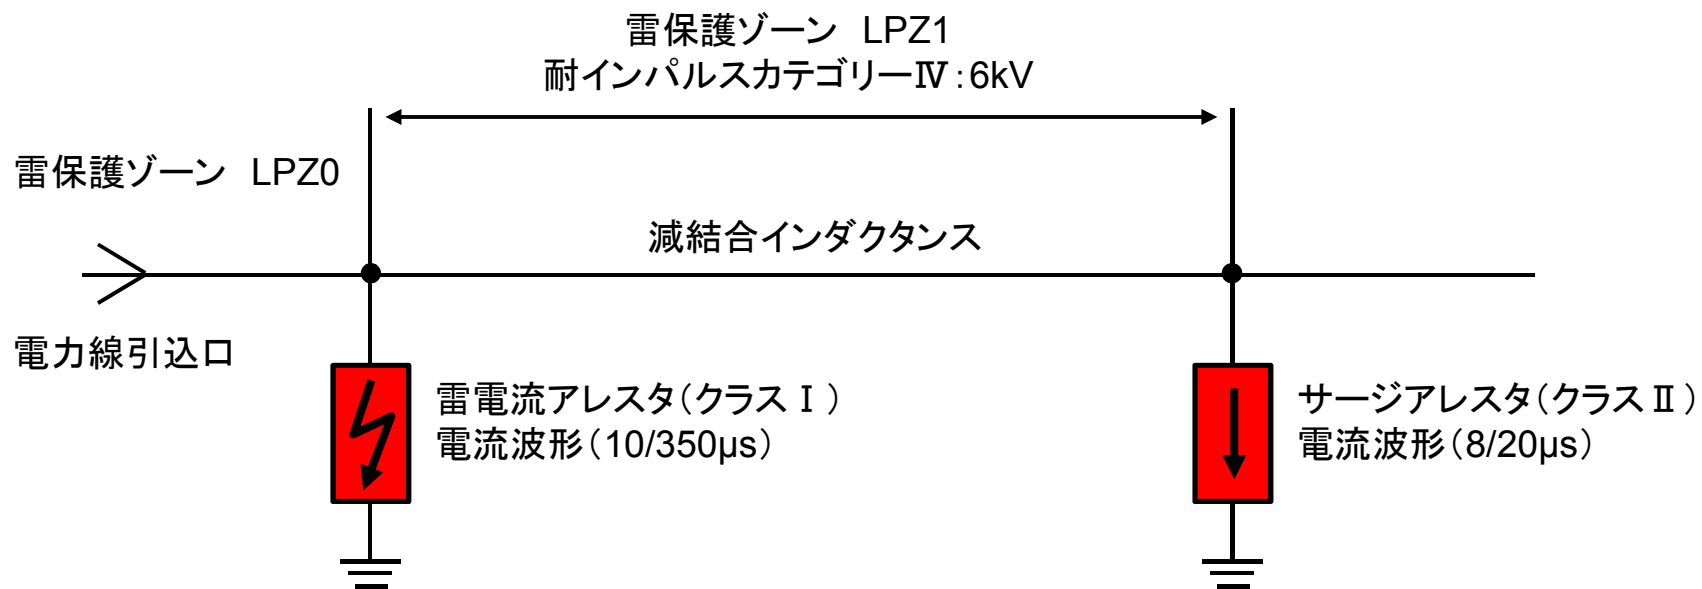 雷保護ゾーン　LPZ1
耐インパルスカテゴリーⅣ：6kV
雷保護ゾーン　LPZ0
減結合インダクタンス
電力線引込口
雷電流アレスタ（クラスⅠ）
電流波形（10/350μs）
サージアレスタ（クラスⅡ）
電流波形（8/20μs）